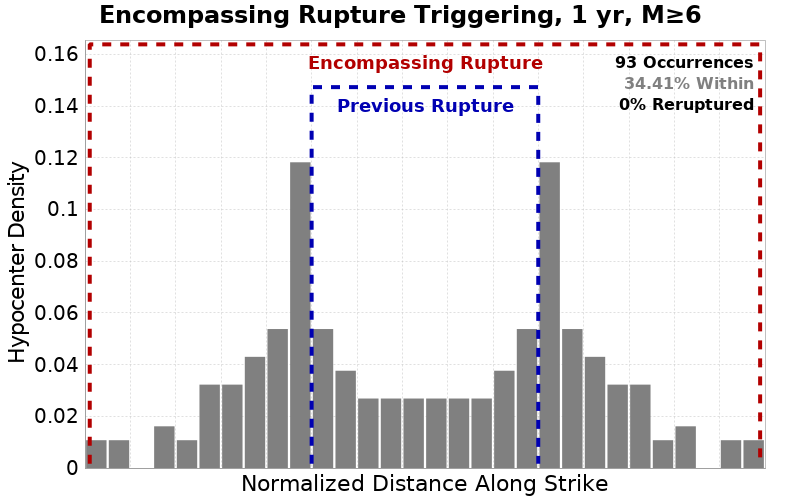 Encompassing Rupture Triggering, 1 yr, M≥6
Encompassing Rupture
Previous Rupture
93 Occurrences
34.41% Within
0% Reruptured
Hypocenter Density
0.16
0.14
0.12
0.1
0.08
0.06
0.04
0.02
0
Normalized Distance Along Strike